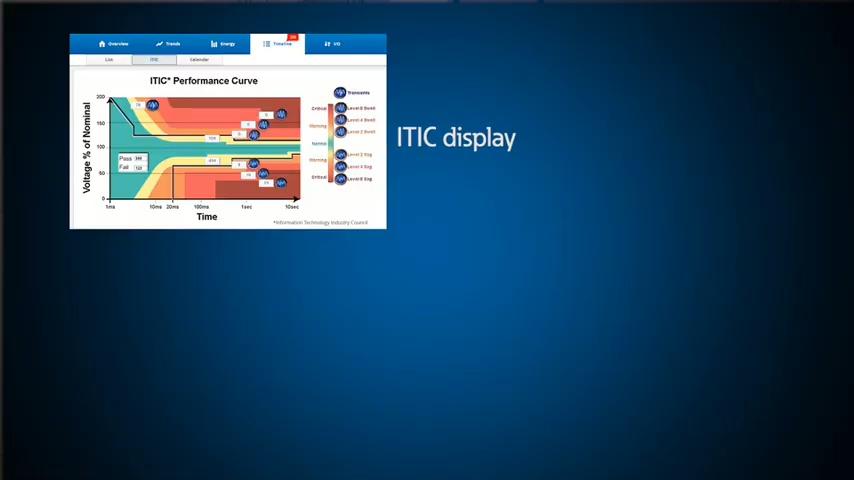 Overview
Trends
Energy
Timeline
I/O
List
ITIC
Calendar
ITIC* Performance Curve
Voltage % of Nominal
200
150
100
50
0
Pass
Fail
1ms
10ms
20ms
100ms
1sec
10sec
Time
Transients
Critical
Level 6 Swell
Level 4 Swell
Warning
Level 2 Swell
Normal
Level 2 Sag
Warning
Level 4 Sag
Critical
Level 6 Sag
*Information Technology Industry Council
ITIC display